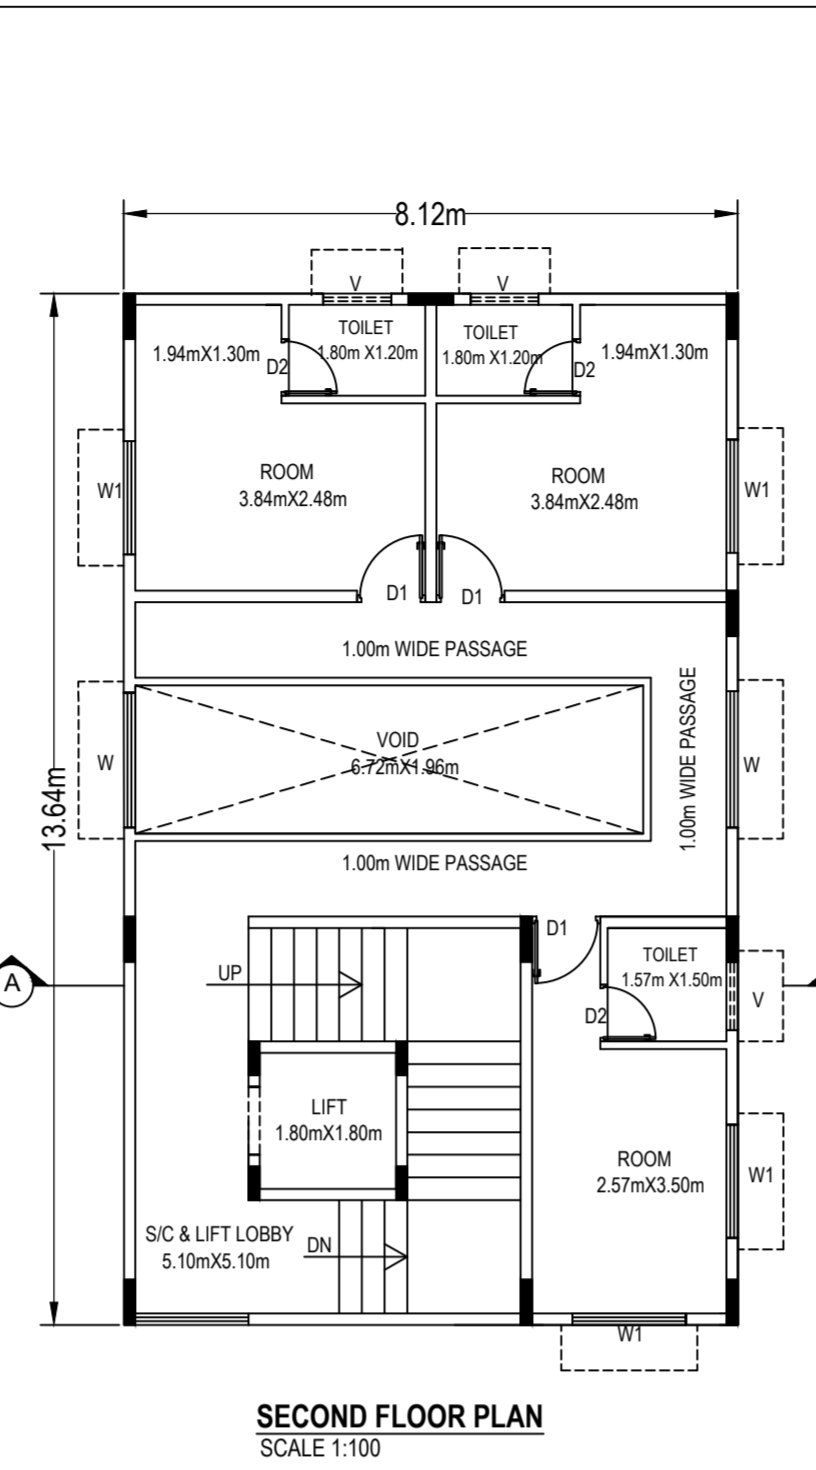 8.12m
V
V
TOILET
1.80m X1.20m
TOILET
1.80m X1.20m
1.94mX1.30m
D2
D2
1.94mX1.30m
W1
ROOM
3.84mX2.48m
ROOM
3.84mX2.48m
W1
D1
D1
1.00m WIDE PASSAGE
1.00m WIDE PASSAGE
VOID
6.72mX1.96m
W
W
13.64m
1.00m WIDE PASSAGE
D1
TOILET
1.57m X1.50m
UP
A
D2
V
LIFT
1.80mX1.80m
ROOM
2.57mX3.50m
W1
S/C & LIFT LOBBY
5.10mX5.10m
DN
W1
SECOND FLOOR PLAN
SCALE 1:100